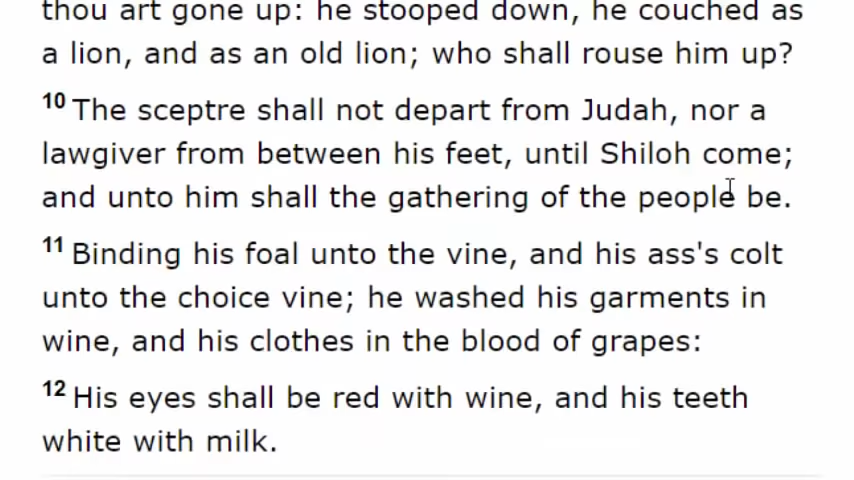 thou art gone up: he stooped down, he couched as
a lion, and as an old lion; who shall rouse him up?
10 The sceptre shall not depart from Judah, nor a
lawgiver from between his feet, until Shiloh come;
and unto him shall the gathering of the people be.
11 Binding his foal unto the vine, and his ass's colt
unto the choice vine; he washed his garments in
wine, and his clothes in the blood of grapes:
12 His eyes shall be red with wine, and his teeth
white with milk.